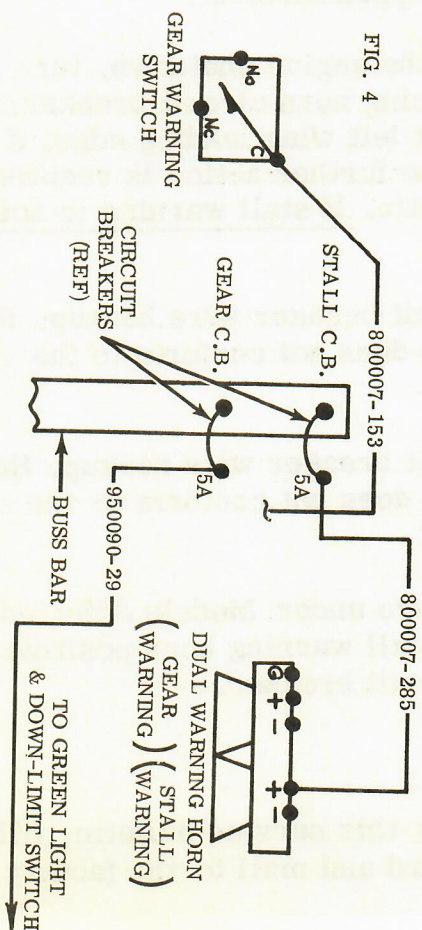 FIG. 4
800007-153
800007-285
NO
NC
C
GEAR WARNING
SWITCH
STALL C.B.
GEAR C.B.
CIRCUIT
BREAKERS
(REF)
5A
5A
BUSS BAR
950090-29
G + - + -
DUAL WARNING HORN
( GEAR ) ( STALL )
(WARNING) (WARNING)
TO GREEN LIGHT
& DOWN-LIMIT SWITCH